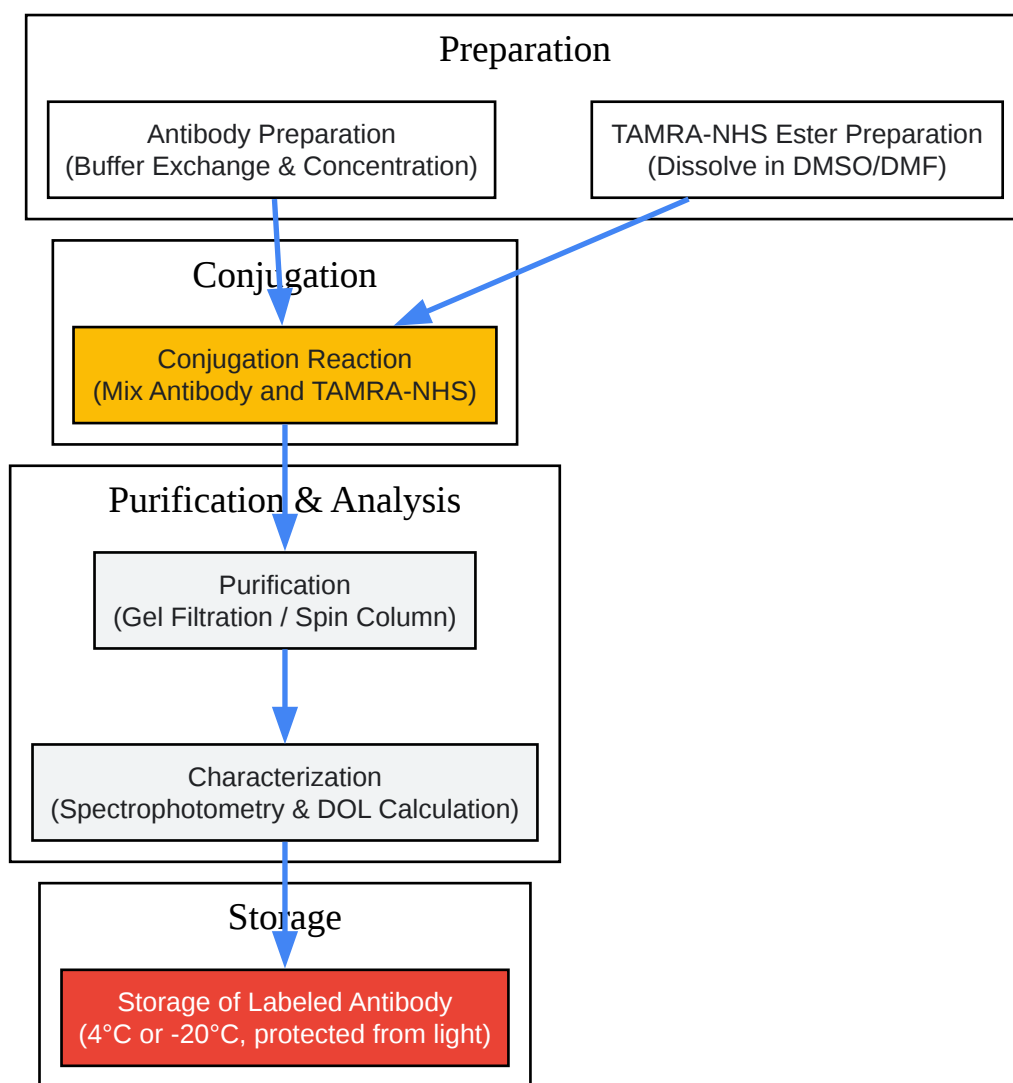 Preparation
Antibody Preparation
(Buffer Exchange & Concentration)
TAMRA-NHS Ester Preparation
(Dissolve in DMSO/DMF)
Conjugation
Conjugation Reaction
(Mix Antibody and TAMRA-NHS)
Purification & Analysis
Purification
(Gel Filtration / Spin Column)
Characterization
(Spectrophotometry & DOL Calculation)
Storage
Storage of Labeled Antibody
(4°C or -20°C, protected from light)